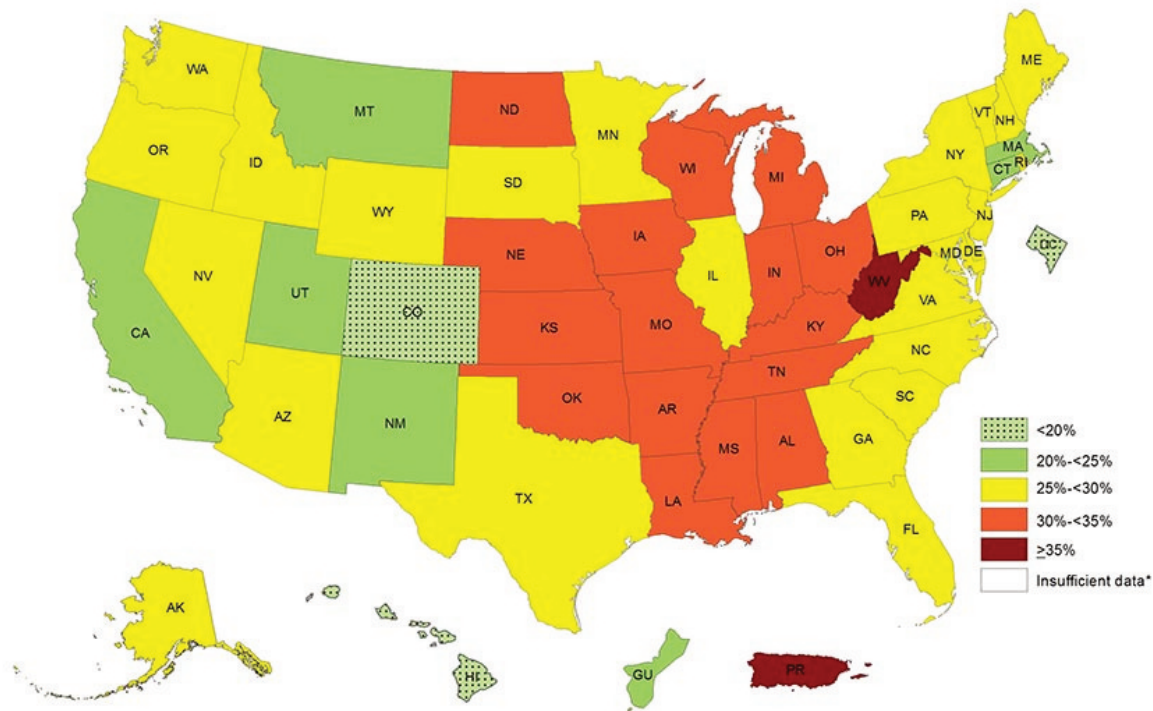 WA
MT
ND
MN
ME
VT
NH
OR
ID
WY
SD
WI
MI
NY
MA
CT
RI
NV
UT
CO
NE
IA
IL
IN
OH
PA
NJ
MD
DE
DC
CA
KS
MO
KY
WV
VA
AZ
NM
OK
AR
TN
NC
SC
TX
LA
MS
AL
GA
FL
AK
HI
GU
PR
<20%
20%-<25%
25%-<30%
30%-<35%
≥35%
Insufficient data*